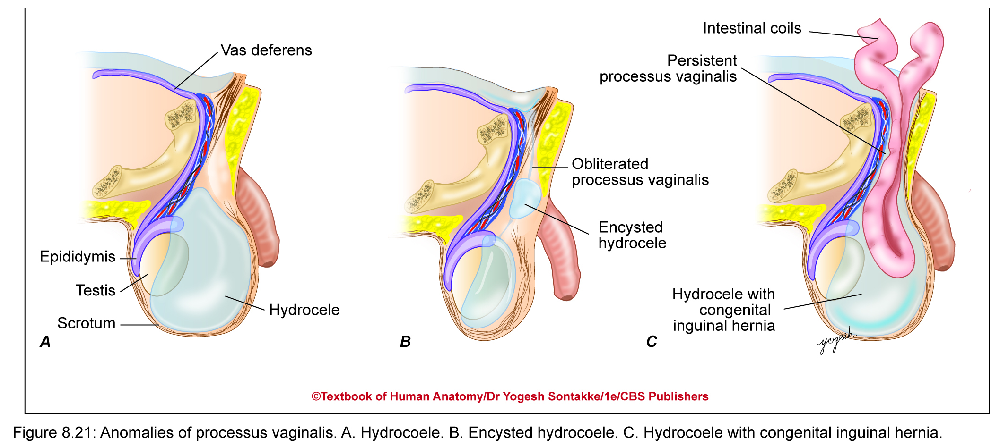 Vas deferens
Epididymis
Testis
Scrotum
Hydrocele
A
Obliterated
processus vaginalis
Encysted
hydrocele
B
Intestinal coils
Persistent
processus vaginalis
Hydrocele with
congenital
inguinal hernia
C
yogesh
©Textbook of Human Anatomy/Dr Yogesh Sontakke/1e/CBS Publishers
Figure 8.21: Anomalies of processus vaginalis. A. Hydrocoele. B. Encysted hydrocoele. C. Hydrocoele with congenital inguinal hernia.